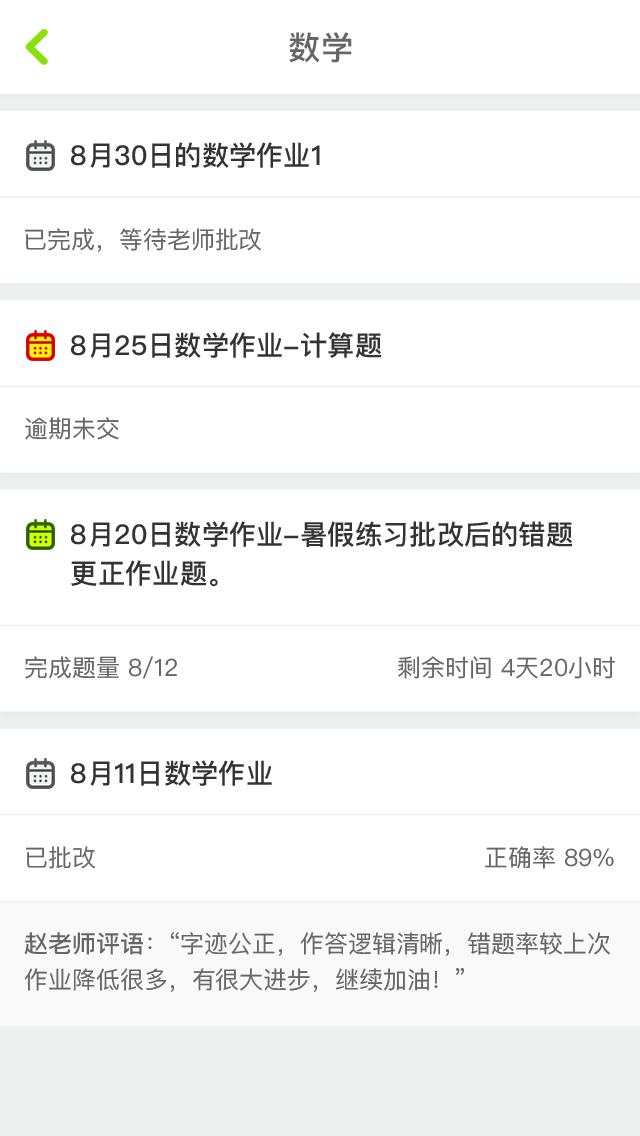 数学
8月30日的数学作业1
已完成，等待老师批改
8月25日数学作业-计算题
逾期未交
8月20日数学作业-暑假练习批改后的错题
更正作业题。
完成题量 8/12
剩余时间 4天20小时
8月11日数学作业
已批改
正确率 89%
赵老师评语：“字迹公正，作答逻辑清晰，错题率较上次
作业降低很多，有很大进步，继续加油！”